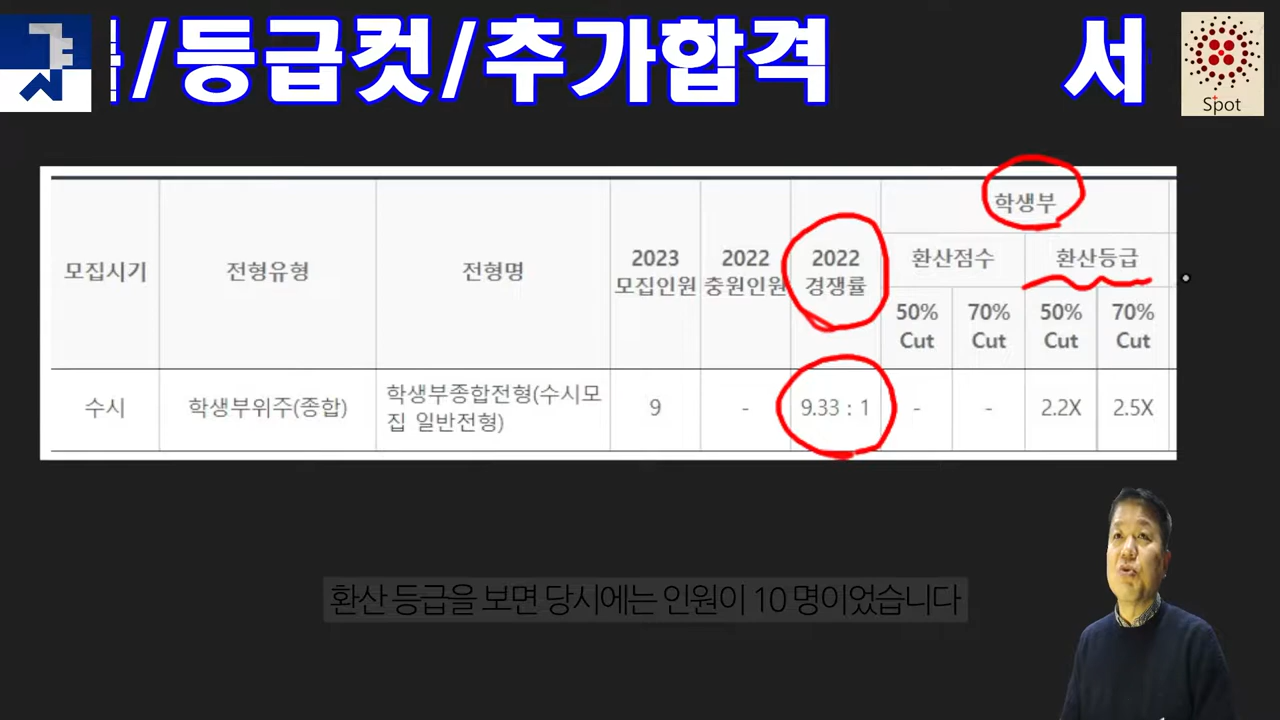 /등급컷/추가합격
서
Spot
모집시기
전형유형
전형명
2023
모집인원
2022
충원인원
2022
경쟁률
학생부
환산점수
환산등급
50%
Cut
70%
Cut
50%
Cut
70%
Cut
수시
학생부위주(종합)
학생부종합전형(수시모
집 일반전형)
9
-
9.33 : 1
-
-
2.2X
2.5X
환산 등급을 보면 당시에는 인원이 10 명이었습니다